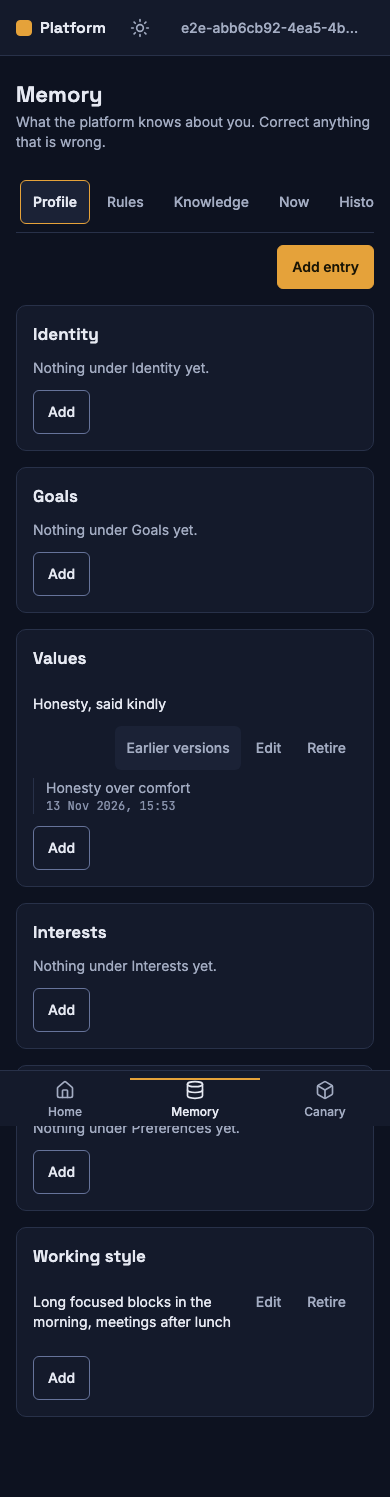 Platform
e2e-abb6cb92-4ea5-4b...
Memory
What the platform knows about you. Correct anything
that is wrong.
Profile
Rules
Knowledge
Now
Histo
Add entry
Identity
Nothing under Identity yet.
Add
Goals
Nothing under Goals yet.
Add
Values
Honesty, said kindly
Earlier versions
Edit
Retire
Honesty over comfort
13 Nov 2026, 15:53
Add
Interests
Nothing under Interests yet.
Add
Home
Memory
Canary
Nothing under Preferences yet.
Add
Working style
Long focused blocks in the
morning, meetings after lunch
Edit
Retire
Add